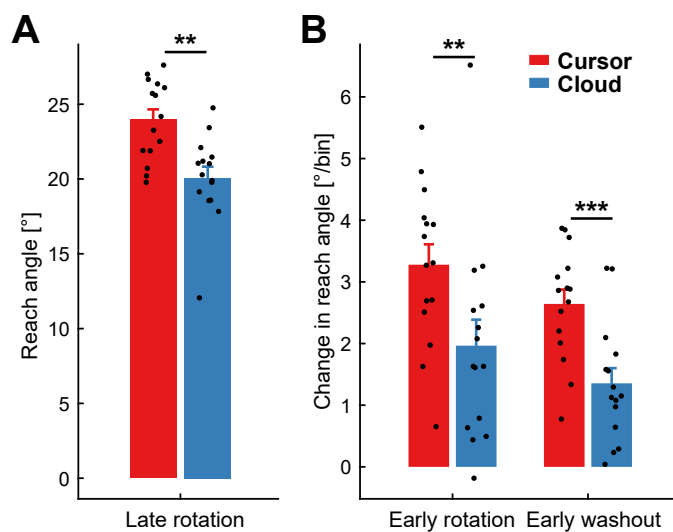 A
**
Reach angle [°]
25
20
15
10
5
0
Late rotation
B
**
***
Cursor
Cloud
Change in reach angle [°/bin]
6
5
4
3
2
1
0
Early rotation
Early washout